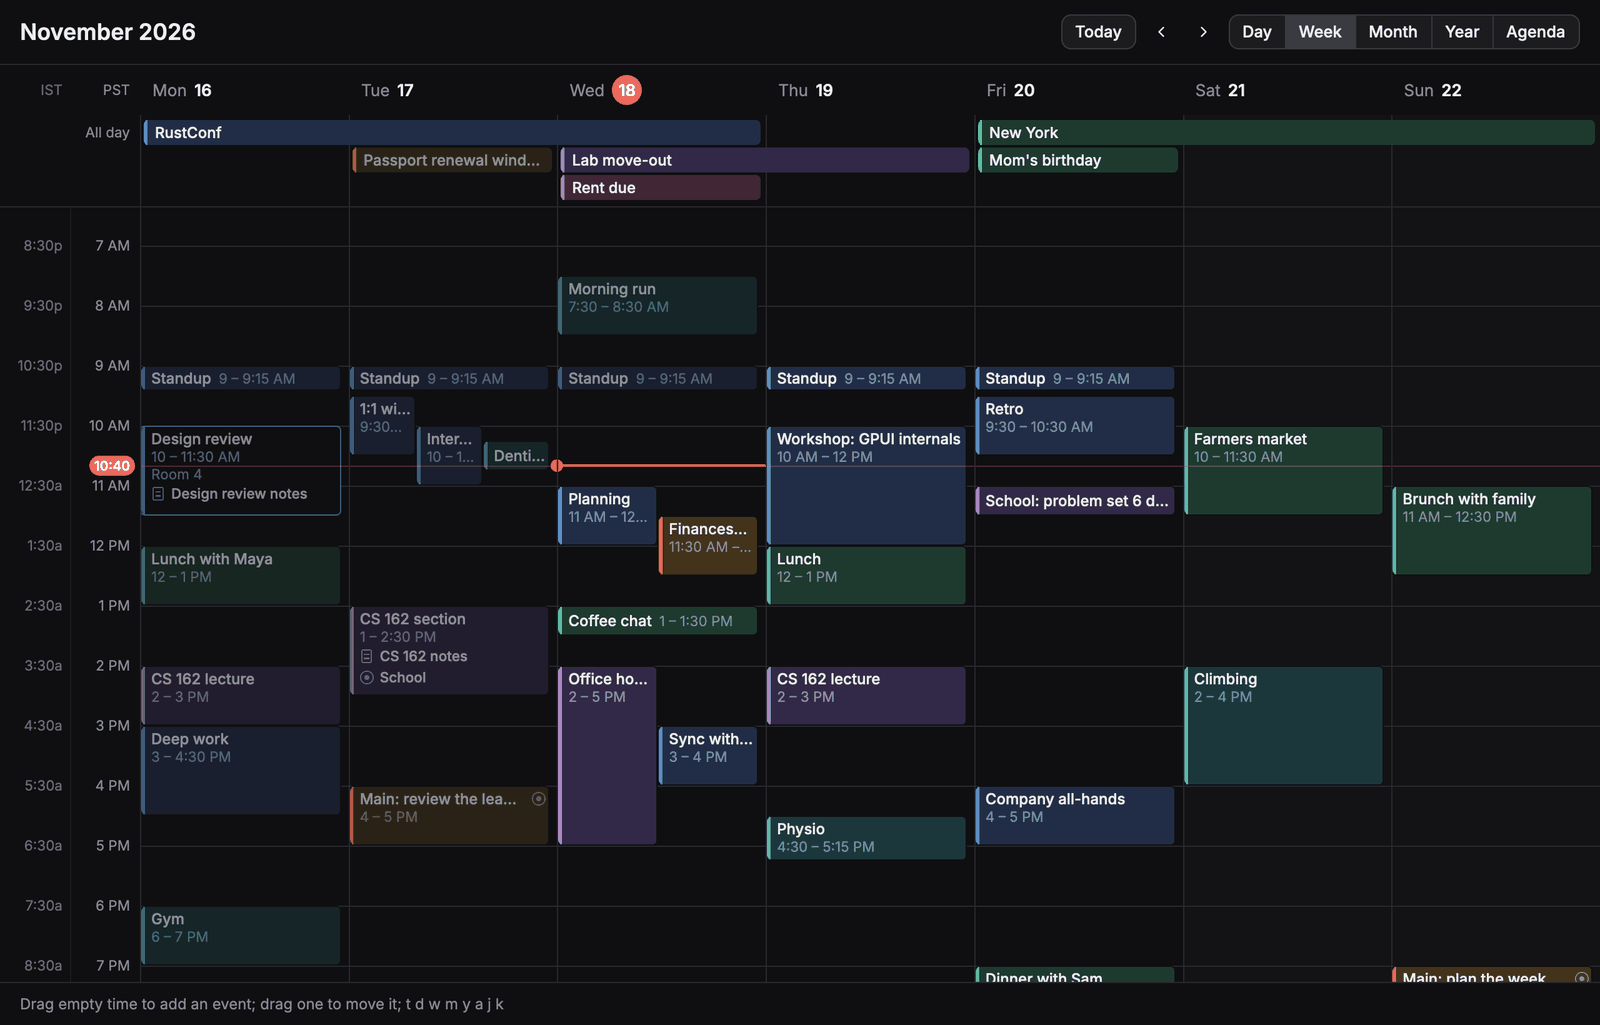 November 2026
Today
Day Week Month Year Agenda
IST PST Mon 16 Tue 17 Wed 18 Thu 19 Fri 20 Sat 21 Sun 22
All day
RustConf
New York
Passport renewal wind...
Lab move-out
Mom's birthday
Rent due
8:30p 7 AM
9:30p 8 AM
10:30p 9 AM
11:30p 10 AM
10:40
12:30a 11 AM
1:30a 12 PM
2:30a 1 PM
3:30a 2 PM
4:30a 3 PM
5:30a 4 PM
6:30a 5 PM
7:30a 6 PM
8:30a 7 PM
Standup 9 – 9:15 AM
Design review
10 – 11:30 AM
Room 4
Design review notes
Lunch with Maya
12 – 1 PM
CS 162 lecture
2 – 3 PM
Deep work
3 – 4:30 PM
Gym
6 – 7 PM
Standup 9 – 9:15 AM
1:1 wi...
9:30...
Inter...
10 – 1...
Denti...
CS 162 section
1 – 2:30 PM
CS 162 notes
School
Main: review the lea...
4 – 5 PM
Morning run
7:30 – 8:30 AM
Standup 9 – 9:15 AM
Planning
11 AM – 12...
Finances...
11:30 AM –...
Coffee chat 1 – 1:30 PM
Office ho...
2 – 5 PM
Sync with...
3 – 4 PM
Standup 9 – 9:15 AM
Workshop: GPUI internals
10 AM – 12 PM
Lunch
12 – 1 PM
CS 162 lecture
2 – 3 PM
Physio
4:30 – 5:15 PM
Standup 9 – 9:15 AM
Retro
9:30 – 10:30 AM
School: problem set 6 d...
Company all-hands
4 – 5 PM
Dinner with Sam
Farmers market
10 – 11:30 AM
Climbing
2 – 4 PM
Brunch with family
11 AM – 12:30 PM
Main: plan the week
Drag empty time to add an event; drag one to move it; t d w m y a j k